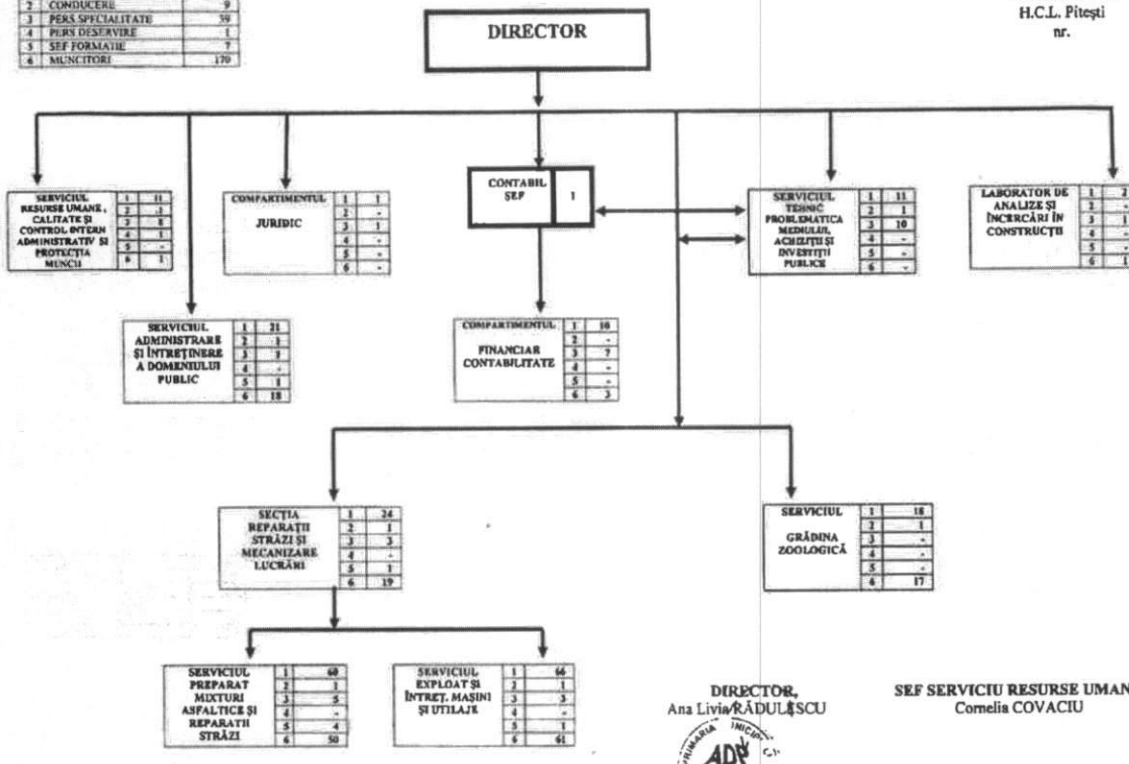 2 CONDUCERE 9
3 PERS SPECIALITATE 39
4 PERS DESERVIRE 1
5 SEF FORMATIE 7
6 MUNCITORI 170
H.C.L. Pitești
nr.
DIRECTOR
SERVICIUL
RESURSE UMANE,
CALITATE ȘI
CONTROL INTERN
ADMINISTRATIV ȘI
PROTECȚIA
MUNCII
1 11
2 1
3 8
4 1
5 -
6 1
COMPARTIMENTUL
JURIDIC
1 1
2 -
3 1
4 -
5 -
6 -
CONTABIL
ȘEF
1
SERVICIUL
TEHNIC
PROBLEMATICA
MEDIULUI,
ACHIZIȚII ȘI
INVESTIȚII
PUBLICE
1 11
2 1
3 10
4 -
5 -
6 -
LABORATOR DE
ANALIZE ȘI
ÎNCERCĂRI ÎN
CONSTRUCȚII
1 2
2 -
3 1
4 -
5 -
6 1
SERVICIUL
ADMINISTRARE
ȘI ÎNTREȚINERE
A DOMENIULUI
PUBLIC
1 21
2 1
3 1
4 -
5 1
6 18
COMPARTIMENTUL
FINANCIAR
CONTABILITATE
1 10
2 -
3 7
4 -
5 -
6 3
SECȚIA
REPARAȚII
STRĂZI ȘI
MECANIZARE
LUCRĂRI
1 24
2 1
3 3
4 -
5 1
6 19
SERVICIUL
GRĂDINA
ZOOLOGICĂ
1 18
2 1
3 -
4 -
5 -
6 17
SERVICIUL
PREPARAT
MIXTURI
ASFALTICE ȘI
REPARATII
STRĂZI
1 60
2 1
3 5
4 -
5 4
6 50
SERVICIUL
EXPLOAT ȘI
ÎNTREȚ. MAȘINI
ȘI UTILAJE
1 66
2 1
3 3
4 -
5 1
6 61
DIRECTOR,
Ana Livia RĂDULESCU
SEF SERVICIU RESURSE UMAN
Cornelia COVACIU
ADP